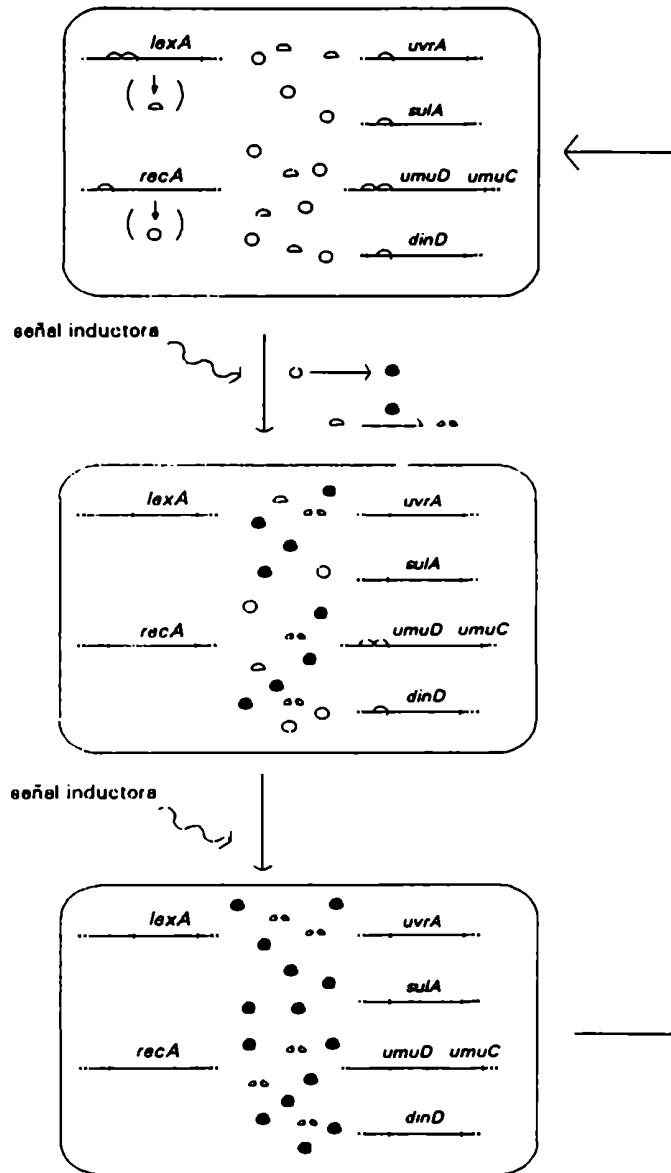 lexA
uvrA
sulA
recA
umuD umuC
dinD
señal inductora
lexA
uvrA
sulA
recA
umuD umuC
dinD
señal inductora
lexA
uvrA
sulA
recA
umuD umuC
dinD